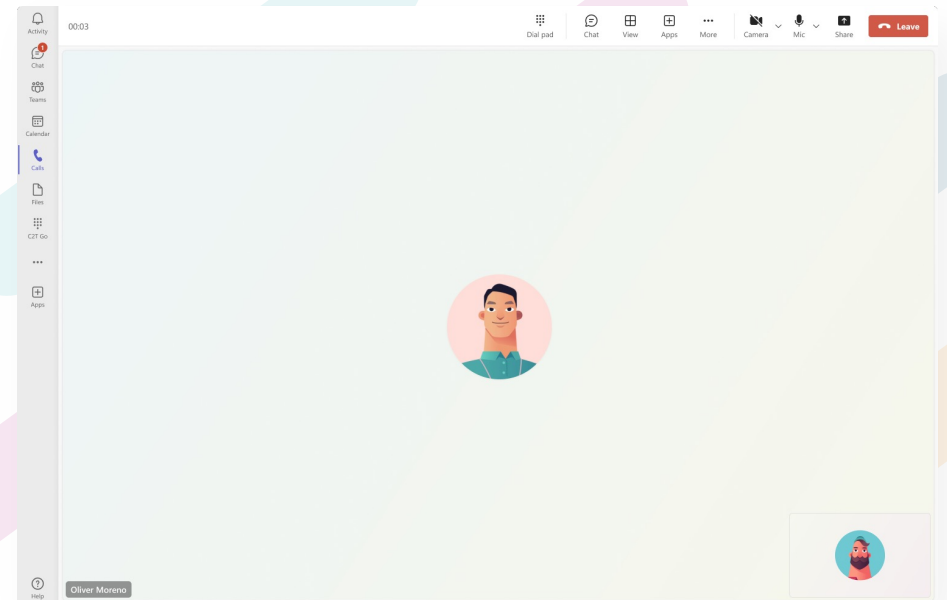 Activity
1
Chat
Teams
Calendar
Calls
Files
C2T Go
Apps
Help
00:03
Dial pad
Chat
View
Apps
More
Camera
Mic
Share
Leave
Oliver Moreno